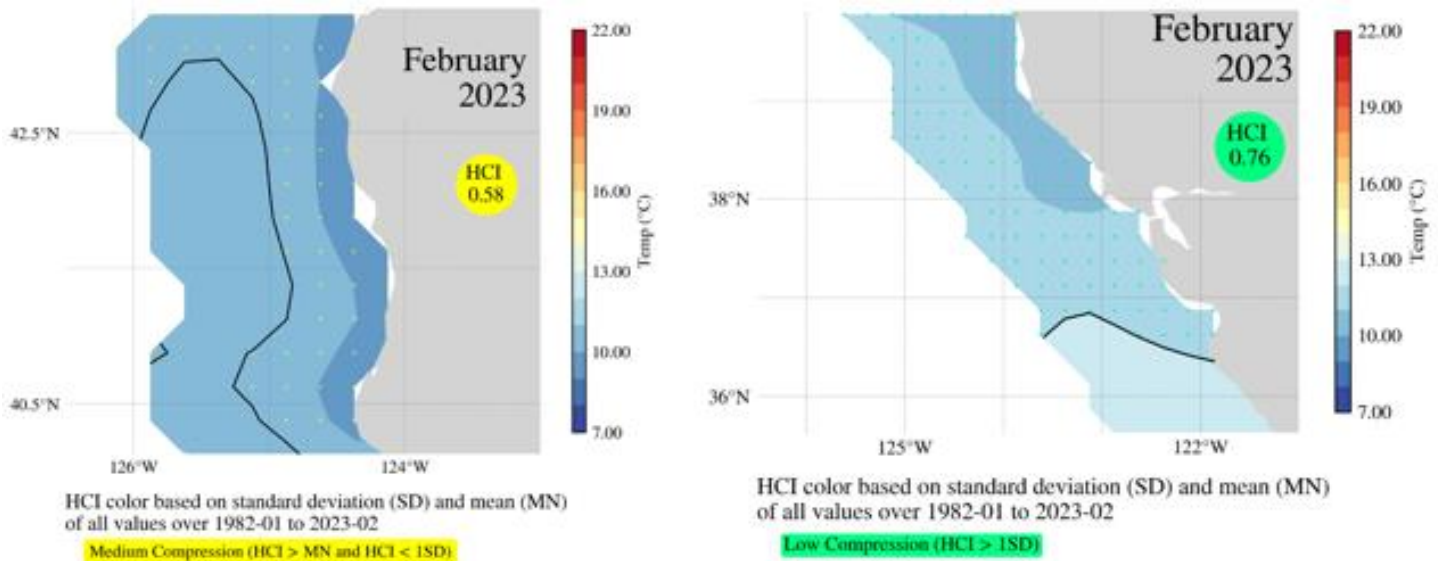 February
2023
HCI
0.58
42.5°N
40.5°N
126°W
124°W
22.00
19.00
16.00
13.00
10.00
7.00
Temp (°C)
HCI color based on standard deviation (SD) and mean (MN)
of all values over 1982-01 to 2023-02
Medium Compression (HCI > MN and HCI < 1SD)
February
2023
HCI
0.76
38°N
36°N
125°W
122°W
22.00
19.00
16.00
13.00
10.00
7.00
Temp (°C)
HCI color based on standard deviation (SD) and mean (MN)
of all values over 1982-01 to 2023-02
Low Compression (HCI > 1SD)